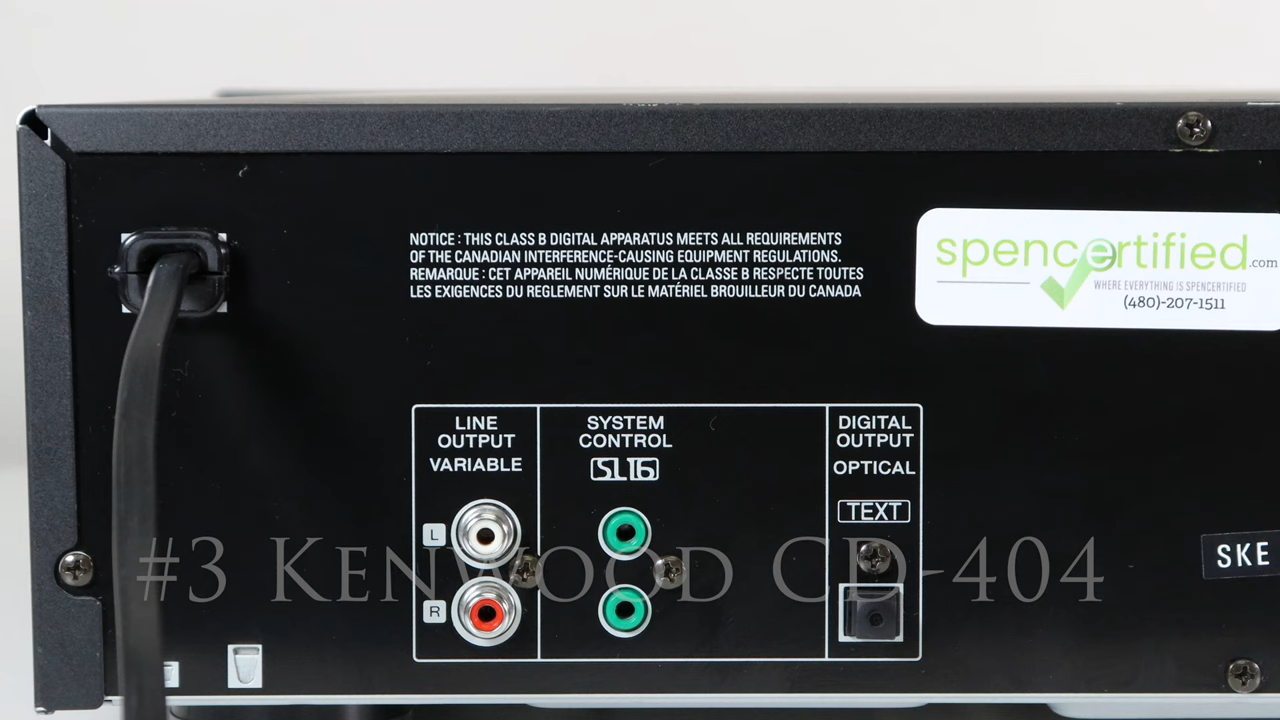 NOTICE : THIS CLASS B DIGITAL APPARATUS MEETS ALL REQUIREMENTS
OF THE CANADIAN INTERFERENCE-CAUSING EQUIPMENT REGULATIONS.
REMARQUE : CET APPAREIL NUMÉRIQUE DE LA CLASSE B RESPECTE TOUTES
LES EXIGENCES DU REGLEMENT SUR LE MATÉRIEL BROUILLEUR DU CANADA
spencertified.com
WHERE EVERYTHING IS SPENCERTIFIED
(480)-207-1511
LINE
OUTPUT
VARIABLE
L
R
SYSTEM
CONTROL
SL16
DIGITAL
OUTPUT
OPTICAL
TEXT
SKE
#3 KENWOOD CD-404